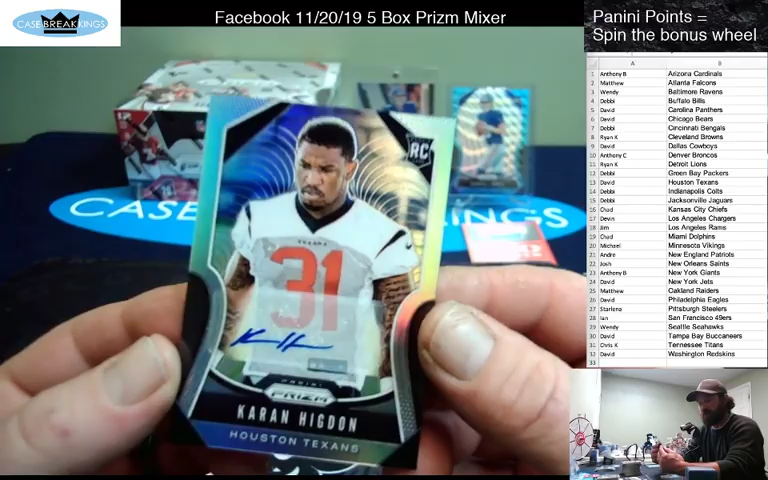 Facebook 11/20/19 5 Box Prizm Mixer
Panini Points =
Spin the bonus wheel
CASE BREAK KINGS
A B
1 Anthony B Arizona Cardinals
2 Matthew Atlanta Falcons
3 Wendy Baltimore Ravens
4 Debbi Buffalo Bills
5 David Carolina Panthers
6 David Chicago Bears
7 Debbi Cincinnati Bengals
8 Ryan K Cleveland Browns
9 David Dallas Cowboys
10 Anthony C Denver Broncos
11 Ryan K Detroit Lions
12 Debbi Green Bay Packers
13 David Houston Texans
14 Debbi Indianapolis Colts
15 Debbi Jacksonville Jaguars
16 Chad Kansas City Chiefs
17 Devin Los Angeles Chargers
18 Jim Los Angeles Rams
19 Chad Miami Dolphins
20 Michael Minnesota Vikings
21 Andre New England Patriots
22 Josh New Orleans Saints
23 Anthony B New York Giants
24 David New York Jets
25 Matthew Oakland Raiders
26 David Philadelphia Eagles
27 Starlena Pittsburgh Steelers
28 Ian San Francisco 49ers
29 Wendy Seattle Seahawks
30 David Tampa Bay Buccaneers
31 Chris K Tennessee Titans
32 David Washington Redskins
33
RC
TEXANS
31
PANINI
PRIZM
KARAN HIGDON
HOUSTON TEXANS
CASE
KINGS